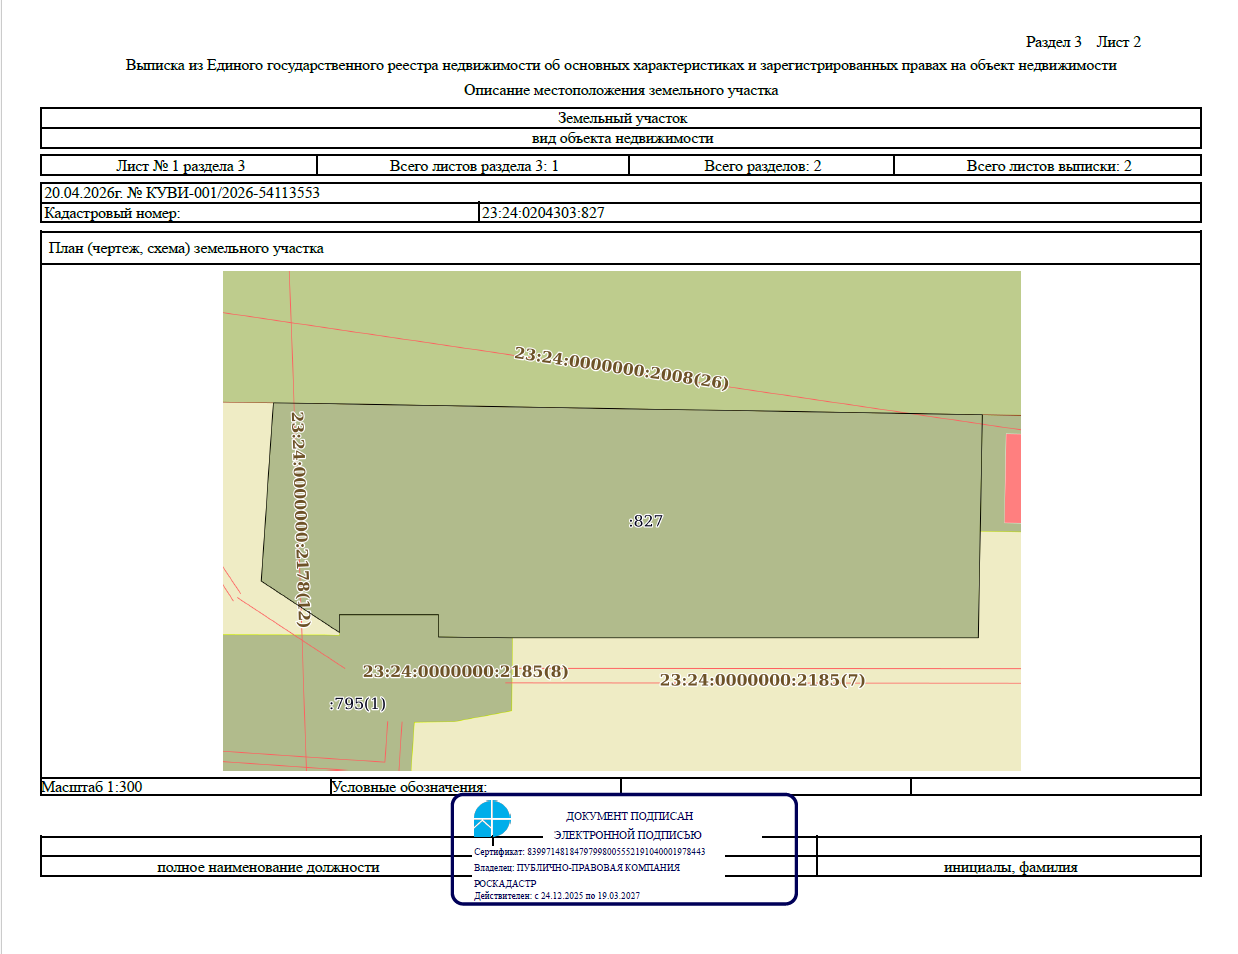 Раздел 3 Лист 2
Выписка из Единого государственного реестра недвижимости об основных характеристиках и зарегистрированных правах на объект недвижимости
Описание местоположения земельного участка
Земельный участок
вид объекта недвижимости
Лист № 1 раздела 3 Всего листов раздела 3: 1 Всего разделов: 2 Всего листов выписки: 2
20.04.2026г. № КУВИ-001/2026-54113553
Кадастровый номер: 23:24:0204303:827
План (чертеж, схема) земельного участка
23:24:0000000:2008(26)
23:24:0000000:2178(12)
:827
23:24:0000000:2185(8)
23:24:0000000:2185(7)
:795(1)
Масштаб 1:300 Условные обозначения:
ДОКУМЕНТ ПОДПИСАН
ЭЛЕКТРОННОЙ ПОДПИСЬЮ
Сертификат: 83997148184797998005552191040001978443
Владелец: ПУБЛИЧНО-ПРАВОВАЯ КОМПАНИЯ
РОСКАДАСТР
Действителен: с 24.12.2025 по 19.03.2027
полное наименование должности инициалы, фамилия